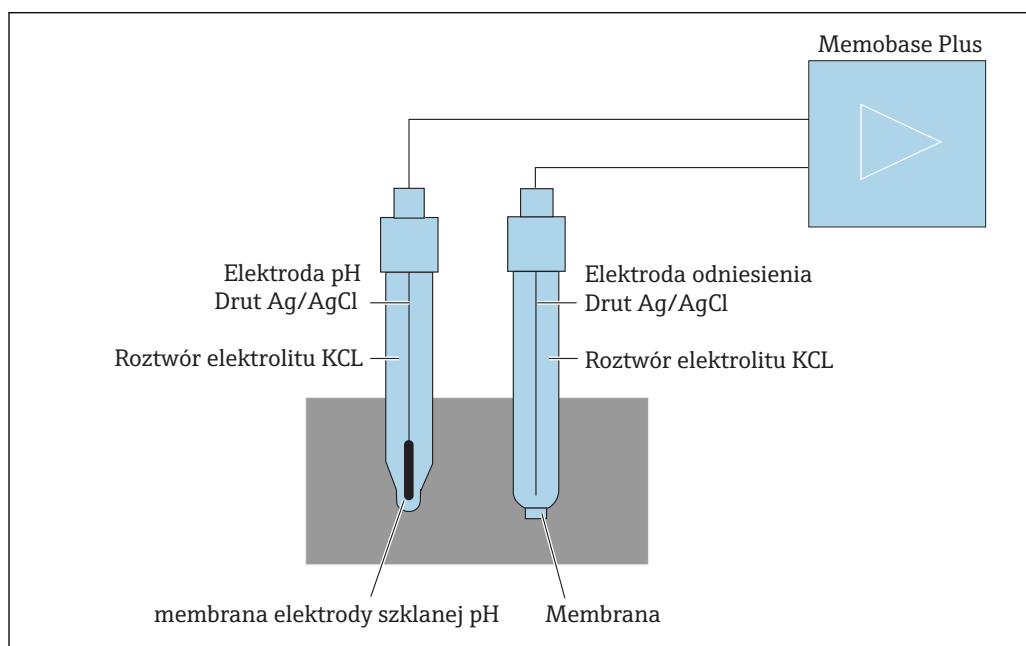 Memobase Plus
Elektroda pH
Drut Ag/AgCl
Elektroda odniesienia
Drut Ag/AgCl
Roztwór elektrolitu KCL
Roztwór elektrolitu KCL
membrana elektrody szklanej pH
Membrana